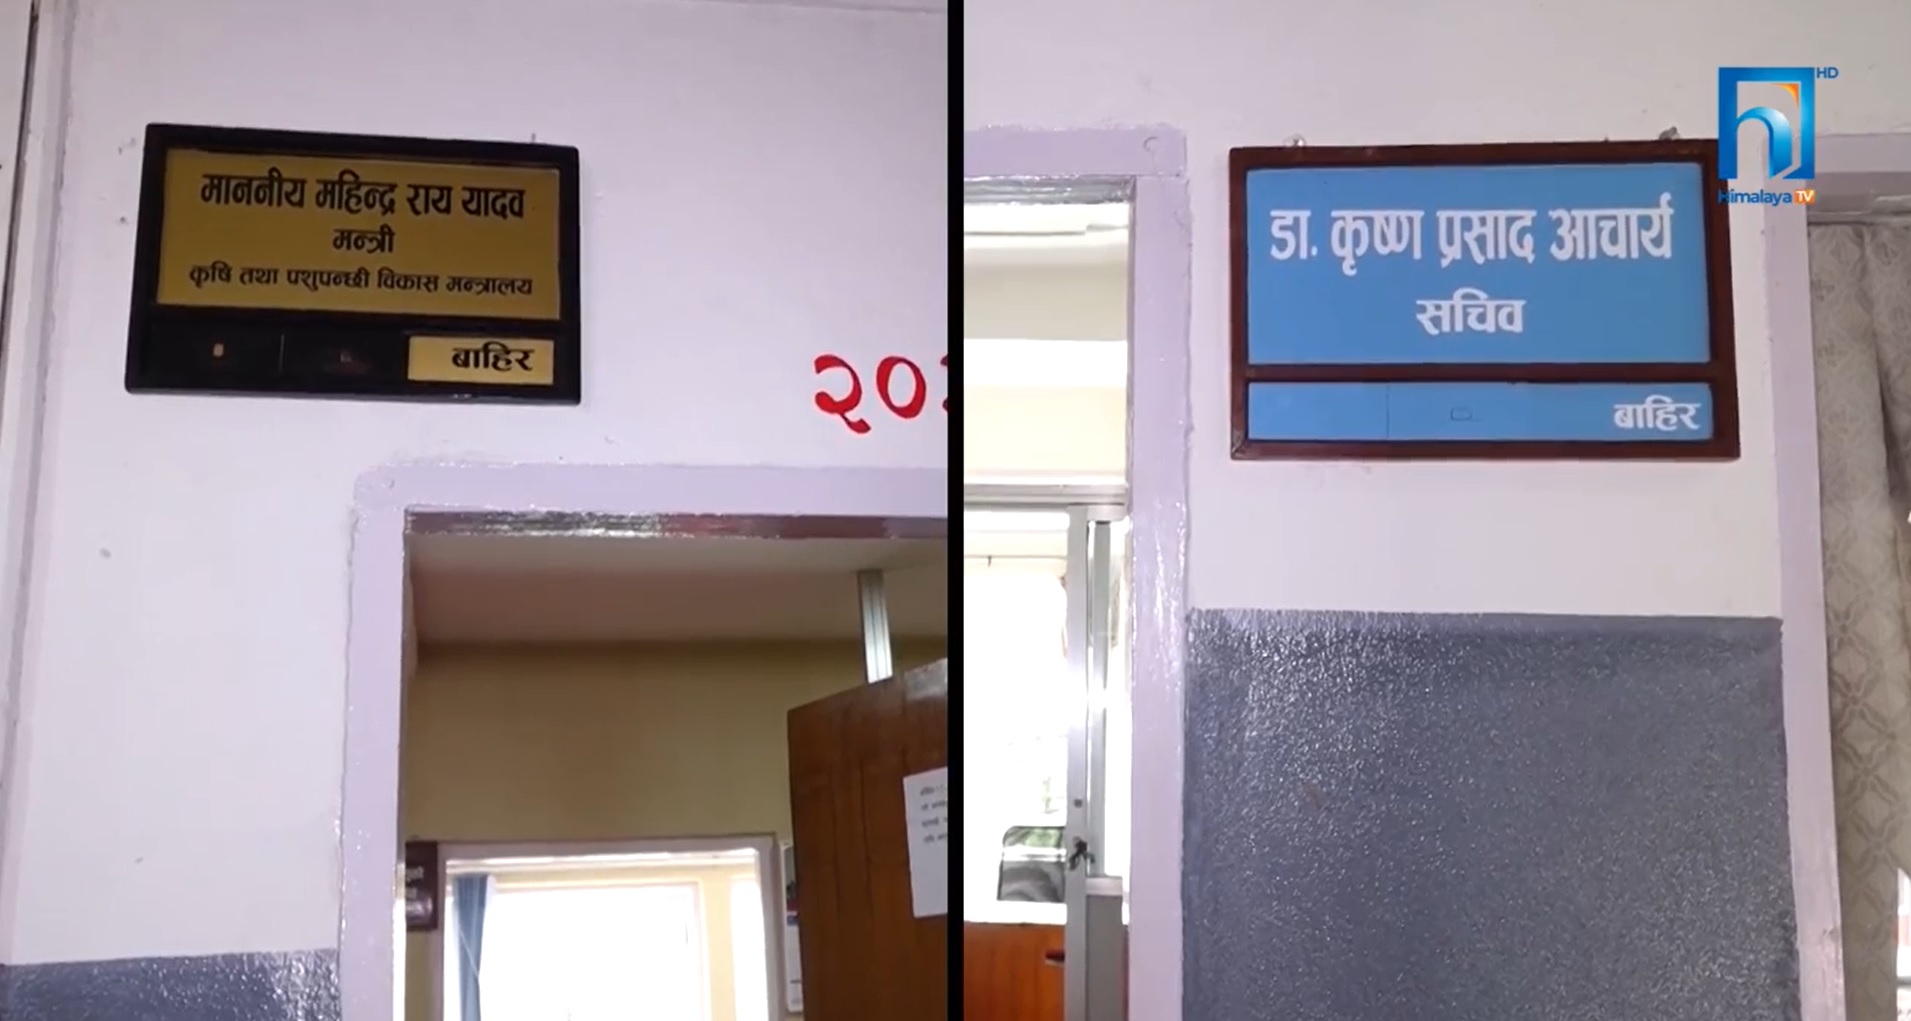 माननीय महिन्द्र राय यादव
मन्त्री
कृषि तथा पशुपन्छी विकास मन्त्रालय
बाहिर
२०
डा. कृष्ण प्रसाद आचार्य
सचिव
बाहिर
HD
Himalaya TV